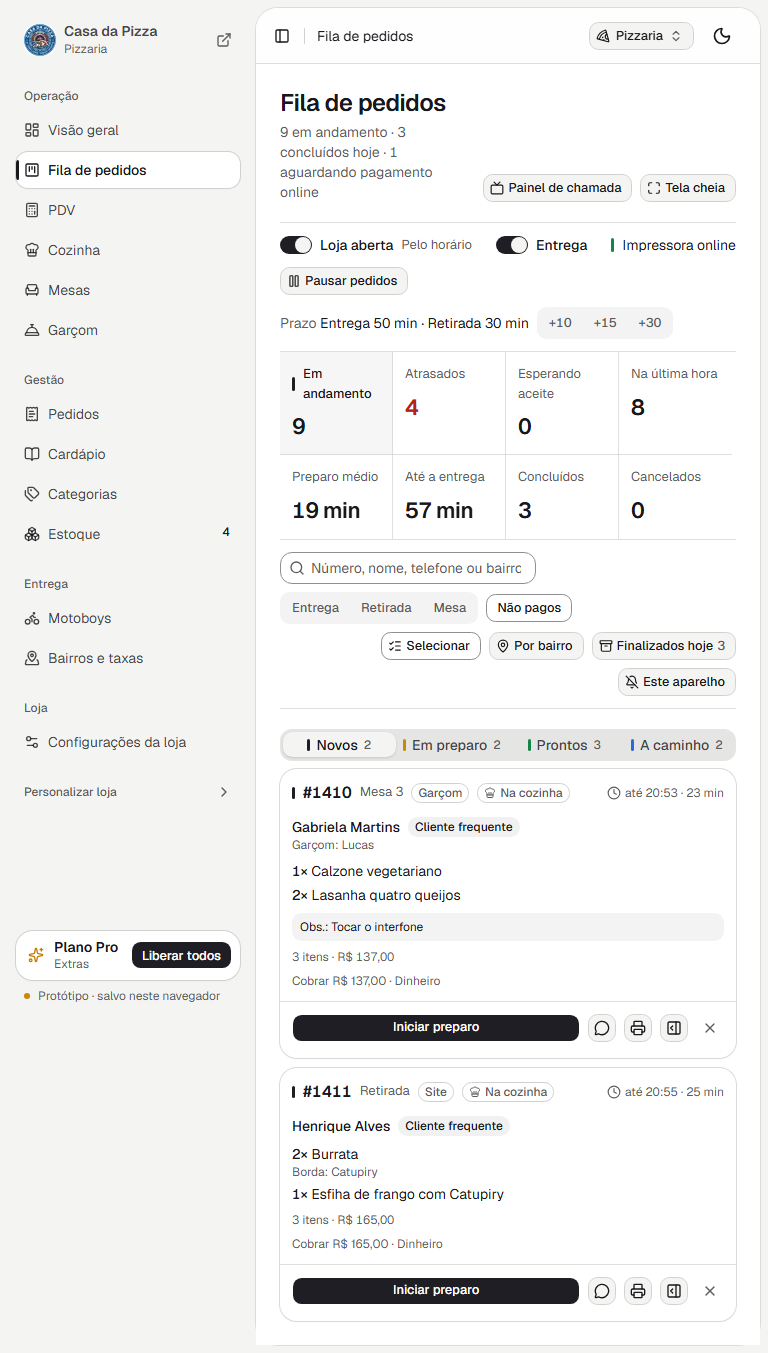 Casa da Pizza
Pizzaria
Operação
Visão geral
Fila de pedidos
PDV
Cozinha
Mesas
Garçom
Gestão
Pedidos
Cardápio
Categorias
Estoque 4
Entrega
Motoboys
Bairros e taxas
Loja
Configurações da loja
Personalizar loja
Plano Pro
Extras
Liberar todos
Protótipo · salvo neste navegador
Fila de pedidos
Pizzaria
Fila de pedidos
9 em andamento · 3
concluídos hoje · 1
aguardando pagamento
online
Painel de chamada
Tela cheia
Loja aberta Pelo horário
Entrega
Impressora online
Pausar pedidos
Prazo Entrega 50 min · Retirada 30 min
+10 +15 +30
Em
andamento
9
Atrasados
4
Esperando
aceite
0
Na última hora
8
Preparo médio
19 min
Até a entrega
57 min
Concluídos
3
Cancelados
0
Número, nome, telefone ou bairro
Entrega Retirada Mesa
Não pagos
Selecionar
Por bairro
Finalizados hoje 3
Este aparelho
Novos 2
Em preparo 2
Prontos 3
A caminho 2
#1410 Mesa 3 Garçom Na cozinha até 20:53 · 23 min
Gabriela Martins Cliente frequente
Garçom: Lucas
1× Calzone vegetariano
2× Lasanha quatro queijos
Obs.: Tocar o interfone
3 itens · R$ 137,00
Cobrar R$ 137,00 · Dinheiro
Iniciar preparo
#1411 Retirada Site Na cozinha até 20:55 · 25 min
Henrique Alves Cliente frequente
2× Burrata
Borda: Catupiry
1× Esfiha de frango com Catupiry
3 itens · R$ 165,00
Cobrar R$ 165,00 · Dinheiro
Iniciar preparo